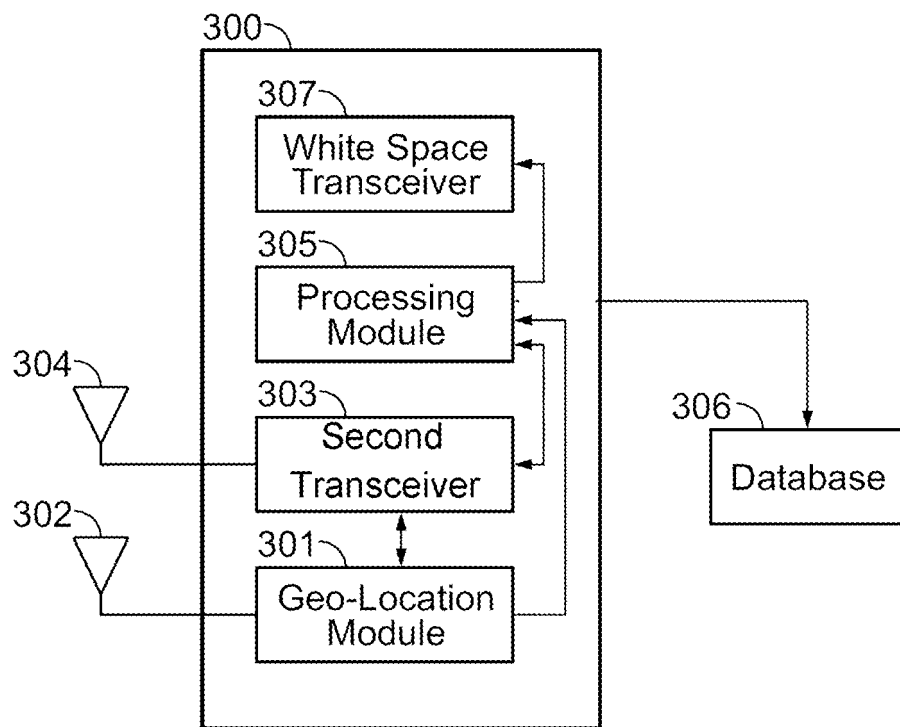 300
307
White Space
Transceiver
305
Processing
Module
304
303
Second
Transceiver
306
Database
302
301
Geo-Location
Module